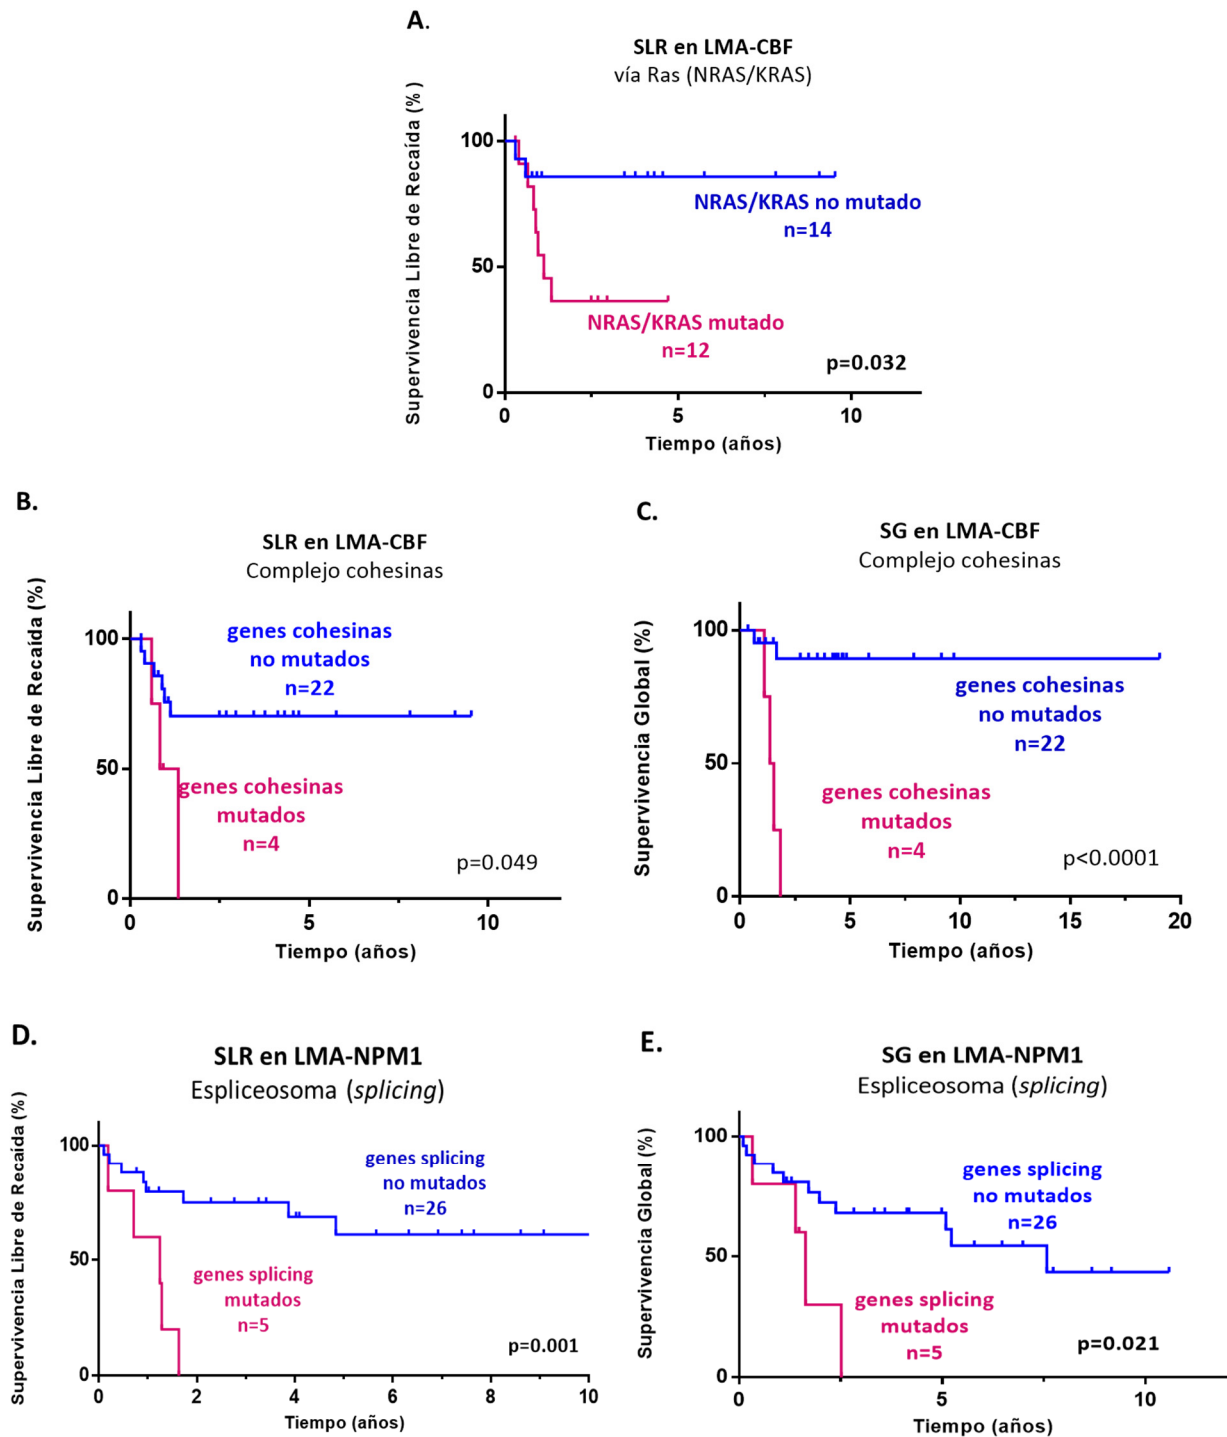 A.
SLR en LMA-CBF
vía Ras (NRAS/KRAS)
Supervivencia Libre de Recaída (% )
100
50
0
NRAS/KRAS no mutado
n=14
NRAS/KRAS mutado
n=12
p=0.032
0 5 10
Tiempo (años)
B.
SLR en LMA-CBF
Complejo cohesinas
Supervivencia Libre de Recaída (%)
100
50
0
genes cohesinas
no mutados
n=22
genes cohesinas
mutados
n=4
p=0.049
0 5 10
Tiempo (años)
C.
SG en LMA-CBF
Complejo cohesinas
Supervivencia Global (%)
100
50
0
genes cohesinas
no mutados
n=22
genes cohesinas
mutados
n=4
p<0.0001
0 5 10 15 20
Tiempo (años)
D.
SLR en LMA-NPM1
Espliceosoma (splicing)
Supervivencia Libre de Recaída (%)
100
50
0
genes splicing
no mutados
n=26
genes splicing
mutados
n=5
p=0.001
0 2 4 6 8 10
Tiempo (años)
E.
SG en LMA-NPM1
Espliceosoma (splicing)
Supervivencia Global (%)
100
50
0
genes splicing
no mutados
n=26
genes splicing
mutados
n=5
p=0.021
0 5 10
Tiempo (años)